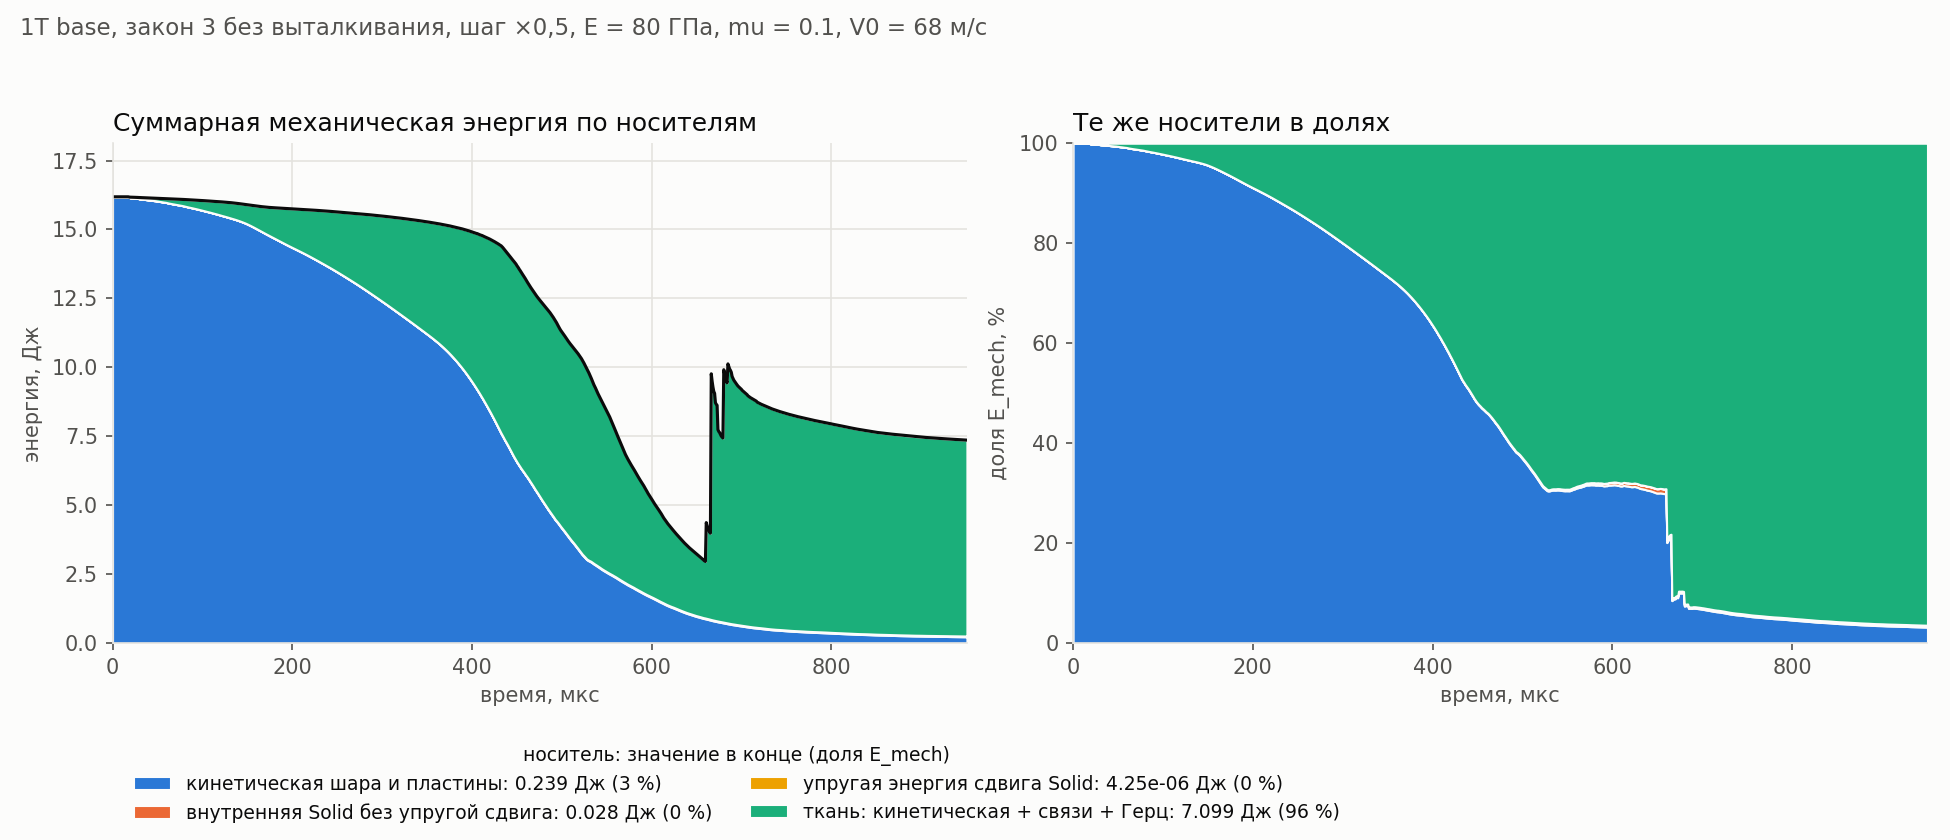 1T base, закон 3 без выталкивания, шаг ×0,5, E = 80 ГПа, mu = 0.1, V0 = 68 м/с
Суммарная механическая энергия по носителям
энергия, Дж
17.5
15.0
12.5
10.0
7.5
5.0
2.5
0.0
0 200 400 600 800
время, мкс
Те же носители в долях
доля E_mech, %
100
80
60
40
20
0
0 200 400 600 800
время, мкс
носитель: значение в конце (доля E_mech)
кинетическая шара и пластины: 0.239 Дж (3 %)
внутренняя Solid без упругой сдвига: 0.028 Дж (0 %)
упругая энергия сдвига Solid: 4.25e-06 Дж (0 %)
ткань: кинетическая + связи + Герц: 7.099 Дж (96 %)